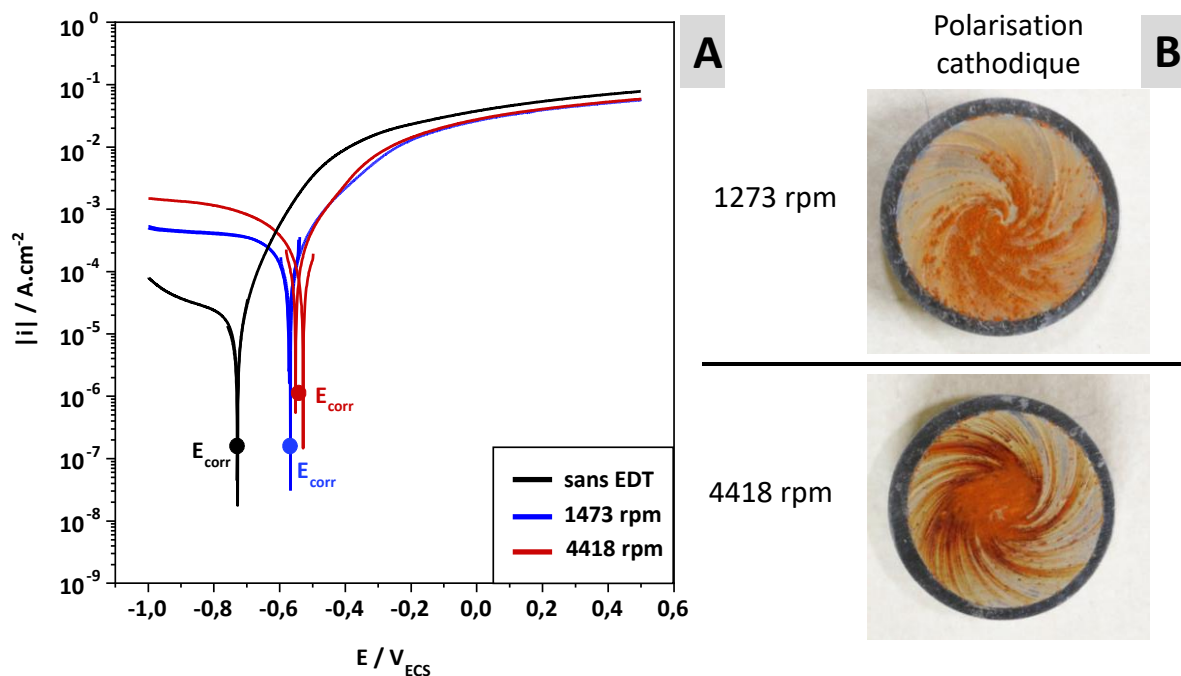 A
10⁰
10⁻¹
10⁻²
10⁻³
10⁻⁴
10⁻⁵
10⁻⁶
10⁻⁷
10⁻⁸
10⁻⁹
|i| / A.cm⁻²
E_corr
E_corr
E_corr
sans EDT
1473 rpm
4418 rpm
-1,0 -0,8 -0,6 -0,4 -0,2 0,0 0,2 0,4 0,6
E / V_ECS
Polarisation
cathodique
B
1273 rpm
4418 rpm